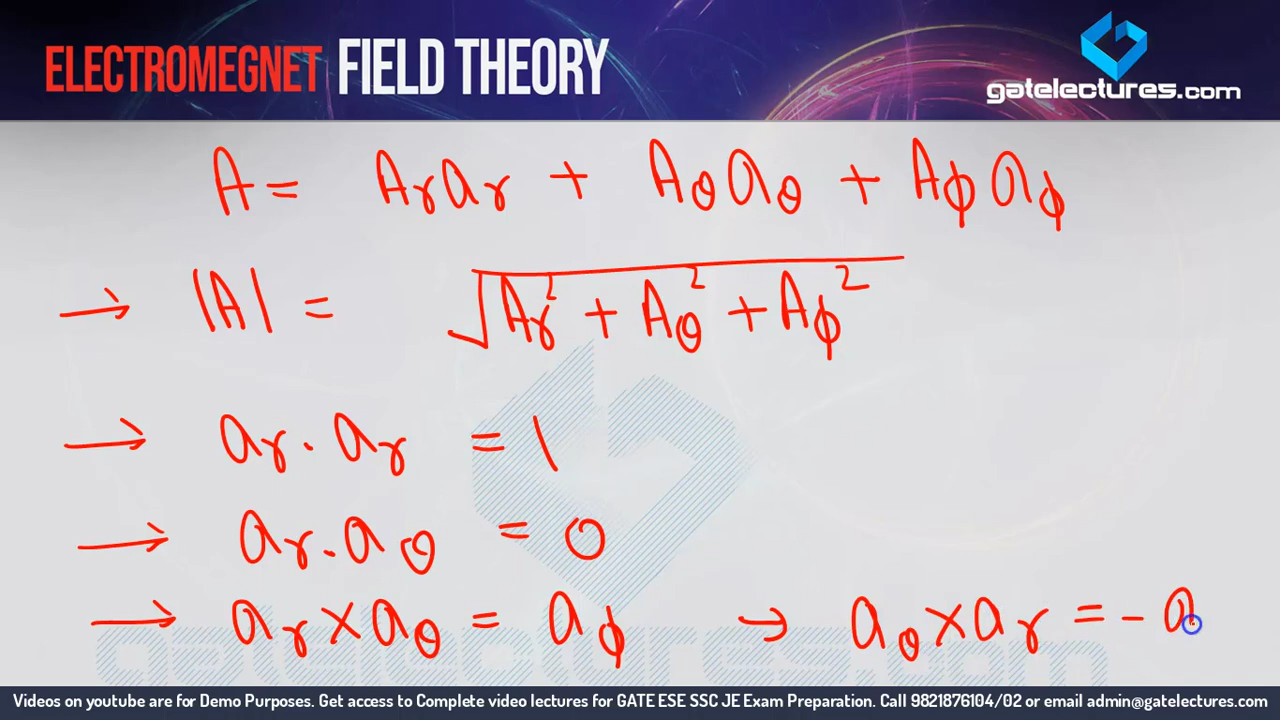 ELECTROMEGNET FIELD THEORY
gatelectures.com
A = Arar + Aθaθ + Aϕaϕ
→ |A| = √Ar² + Aθ² + Aϕ²
→ ar . ar = 1
→ ar . aθ = 0
→ ar × aθ = aϕ → aθ × ar = - a
gatelectures.com
Videos on youtube are for Demo Purposes. Get access to Complete video lectures for GATE ESE SSC JE Exam Preparation. Call 9821876104/02 or email admin@gatelectures.com